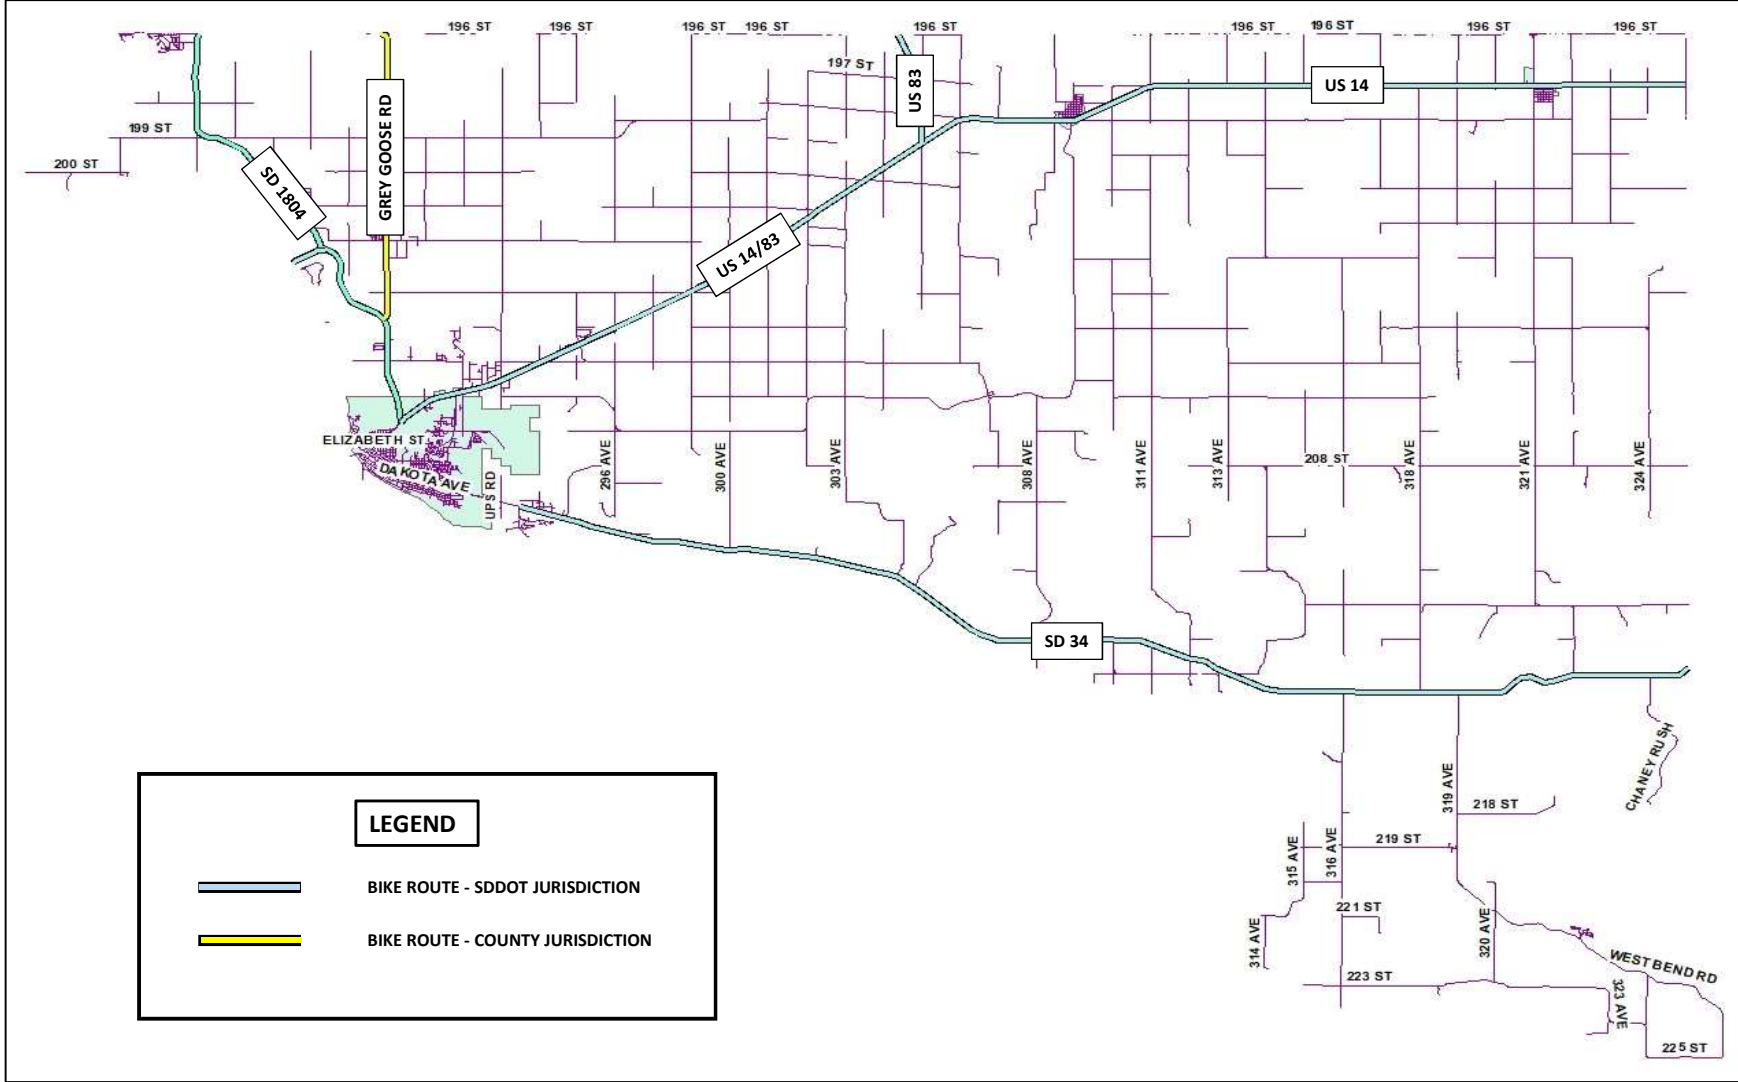 196 ST
196 ST
196 ST
196 ST
196 ST
196 ST
196 ST
196 ST
196 ST
197 ST
US 83
US 14
GREY GOOSE RD
199 ST
200 ST
SD 1804
US 14/83
ELIZABETH ST
DAKOTA AVE
UPS RD
296 AVE
300 AVE
303 AVE
308 AVE
311 AVE
313 AVE
208 ST
318 AVE
321 AVE
324 AVE
SD 34
CHANEY RUSH
319 AVE
218 ST
219 ST
315 AVE
316 AVE
221 ST
314 AVE
320 AVE
223 ST
WEST BEND RD
323 AVE
225 ST
LEGEND
BIKE ROUTE - SDDOT JURISDICTION
BIKE ROUTE - COUNTY JURISDICTION